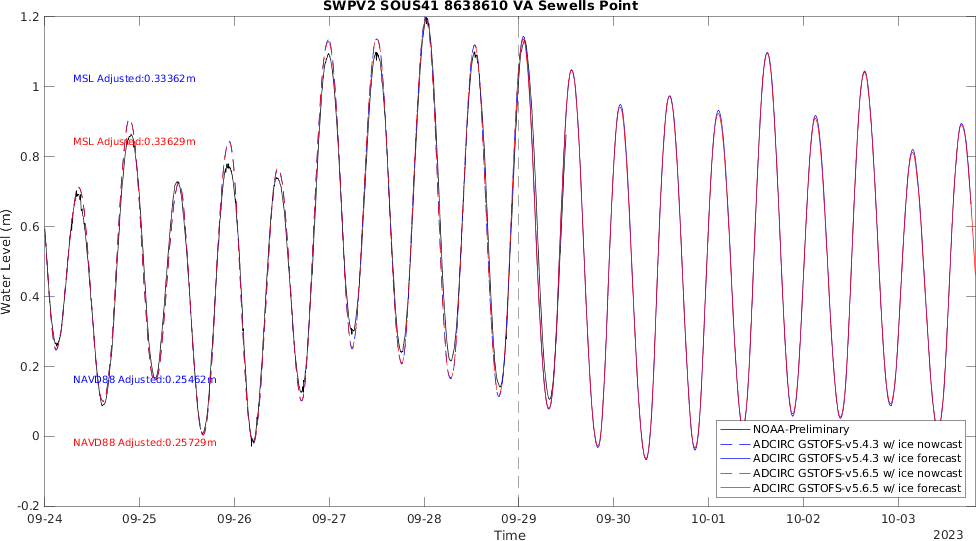 SWPV2 SOUS41 8638610 VA Sewells Point
1.2
1
0.8
0.6
0.4
0.2
0
-0.2
Water Level (m)
MSL Adjusted:0.33362m
MSL Adjusted:0.33629m
NAVD88 Adjusted:0.25462m
NAVD88 Adjusted:0.25729m
NOAA-Preliminary
ADCIRC GSTOFS-v5.4.3 w/ ice nowcast
ADCIRC GSTOFS-v5.4.3 w/ ice forecast
ADCIRC GSTOFS-v5.6.5 w/ ice nowcast
ADCIRC GSTOFS-v5.6.5 w/ ice forecast
09-24 09-25 09-26 09-27 09-28 09-29 09-30 10-01 10-02 10-03
Time
2023